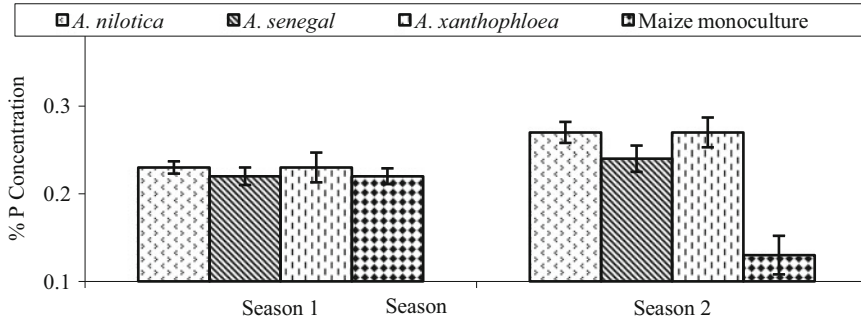 A. nilotica A. senegal A. xanthophloea Maize monoculture
% P Concentration
0.3
0.2
0.1
Season 1 Season Season 2